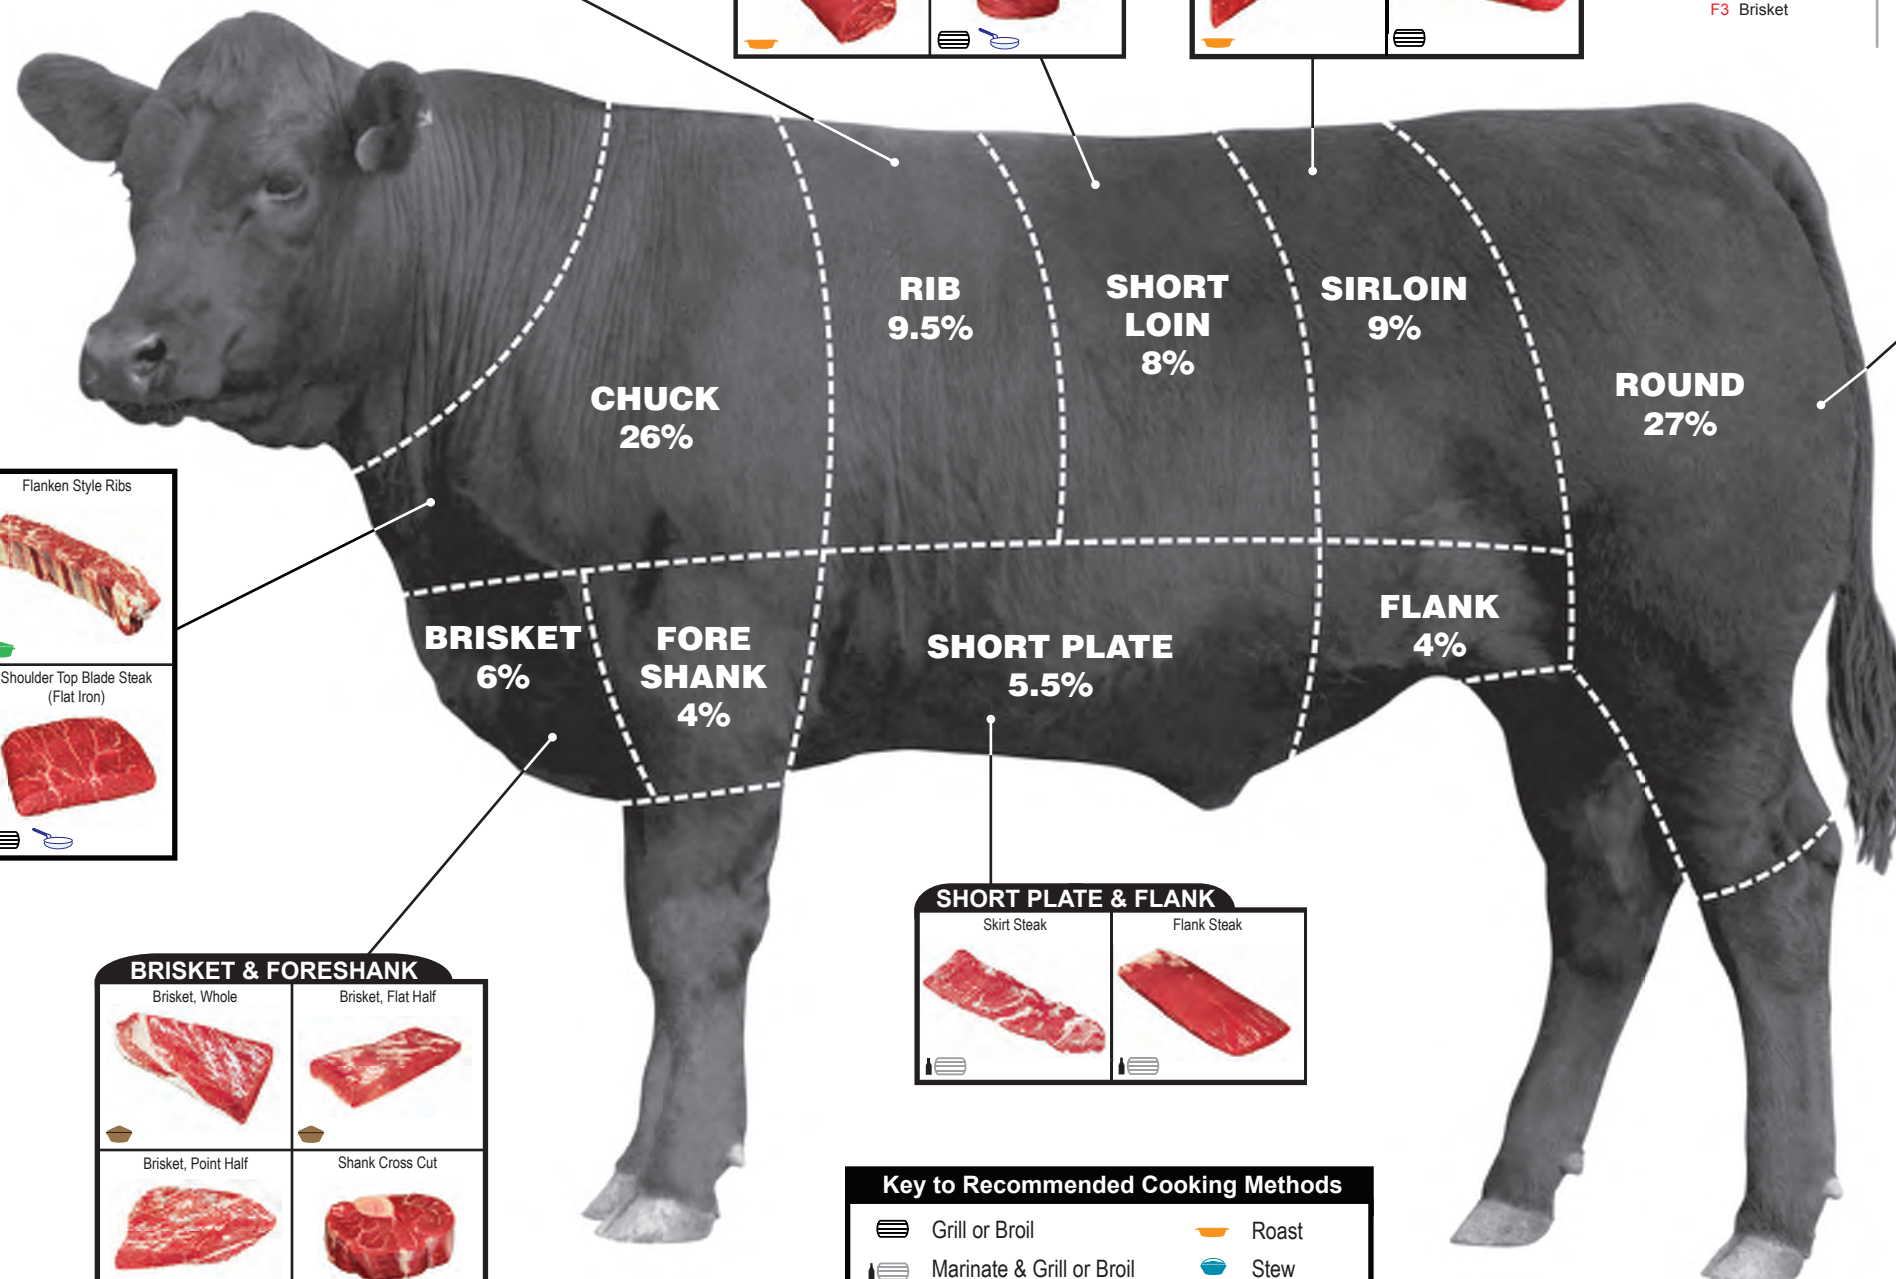 F3 Brisket
RIB
9.5%
SHORT
LOIN
8%
SIRLOIN
9%
CHUCK
26%
ROUND
27%
Flanken Style Ribs
Shoulder Top Blade Steak
(Flat Iron)
BRISKET
6%
FORE
SHANK
4%
SHORT PLATE
5.5%
FLANK
4%
SHORT PLATE & FLANK
Skirt Steak
Flank Steak
BRISKET & FORESHANK
Brisket, Whole
Brisket, Flat Half
Brisket, Point Half
Shank Cross Cut
Key to Recommended Cooking Methods
Grill or Broil
Roast
Marinate & Grill or Broil
Stew